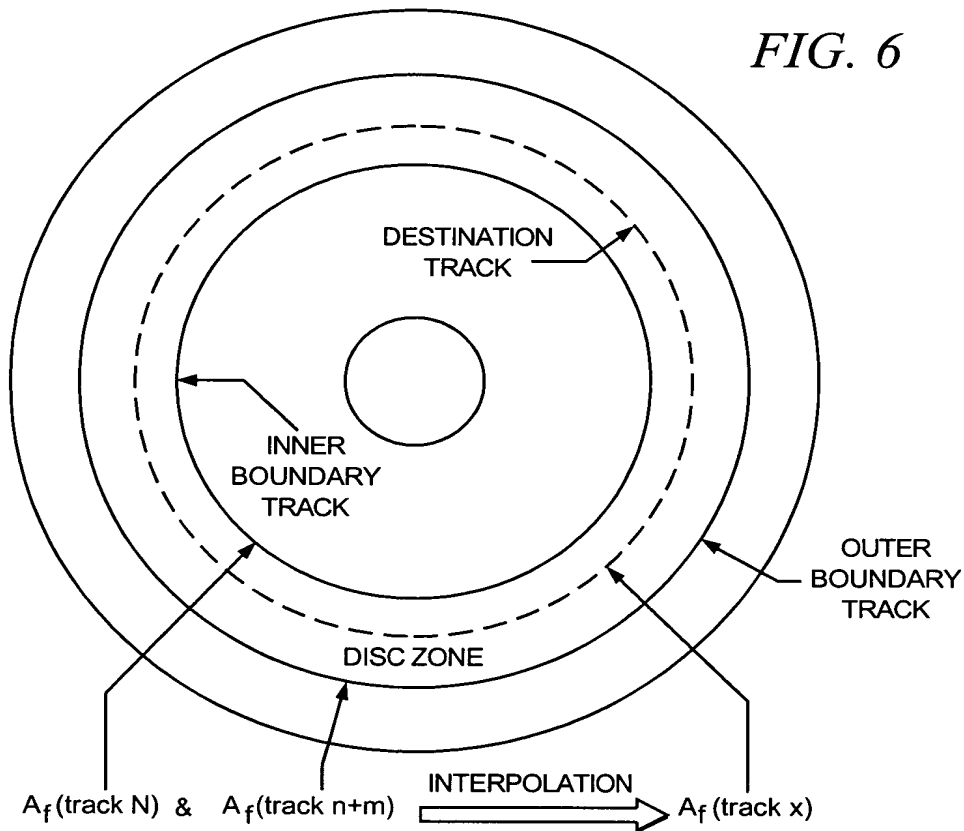 FIG. 6
DESTINATION
TRACK
INNER
BOUNDARY
TRACK
OUTER
BOUNDARY
TRACK
DISC ZONE
INTERPOLATION
Af(track N) & Af(track n+m) Af(track x)